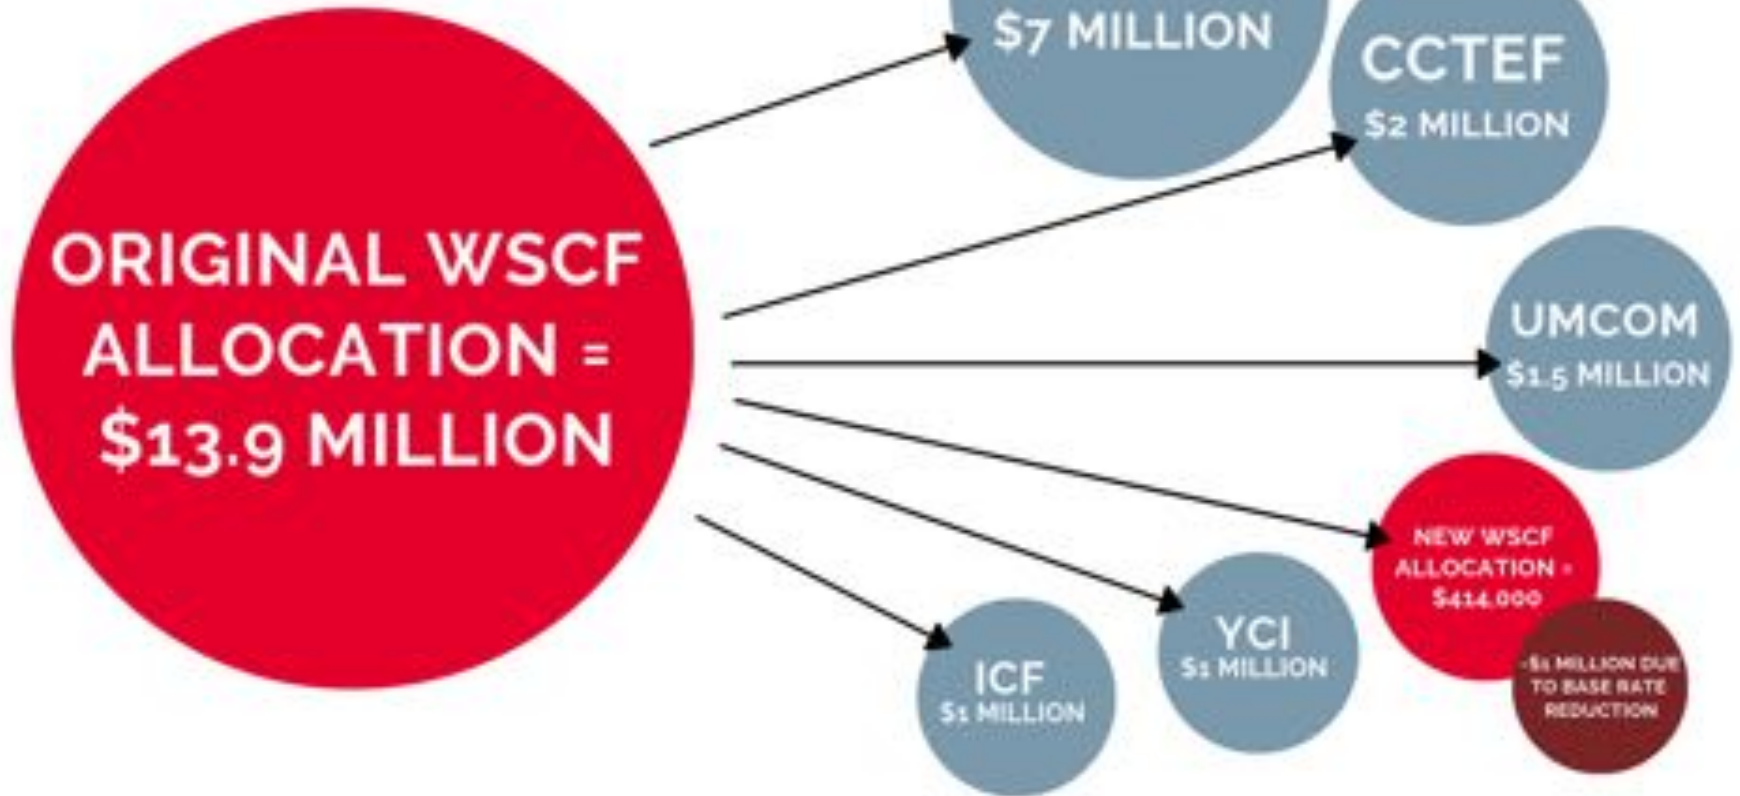 $7 MILLION
CCTEF
$2 MILLION
ORIGINAL WSCF
ALLOCATION =
$13.9 MILLION
UMCOM
$1.5 MILLION
NEW WSCF
ALLOCATION =
$414,000
YCI
$1 MILLION
ICF
$1 MILLION
-$1 MILLION DUE
TO BASE RATE
REDUCTION